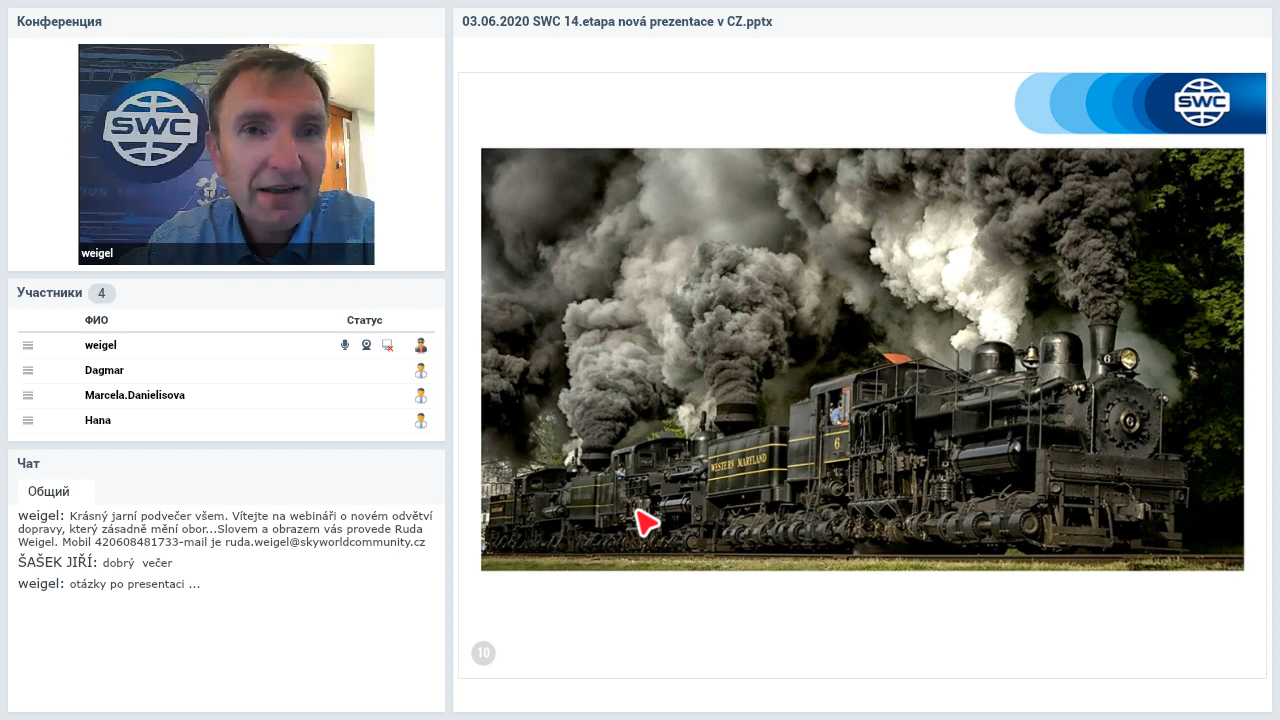 Конференция
SWC
weigel
Участники 4
ФИО Статус
weigel
Dagmar
Marcela.Danielisova
Hana
Чат
Общий
weigel: Krásný jarní podvečer všem. Vítejte na webináři o novém odvětví
dopravy, který zásadně mění obor...Slovem a obrazem vás provede Ruda
Weigel. Mobil 420608481733-mail je ruda.weigel@skyworldcommunity.cz
ŠAŠEK JIŘÍ: dobrý večer
weigel: otázky po presentaci ...
03.06.2020 SWC 14.etapa nová prezentace v CZ.pptx
SWC
6
6
6
WESTERN MARYLAND
10